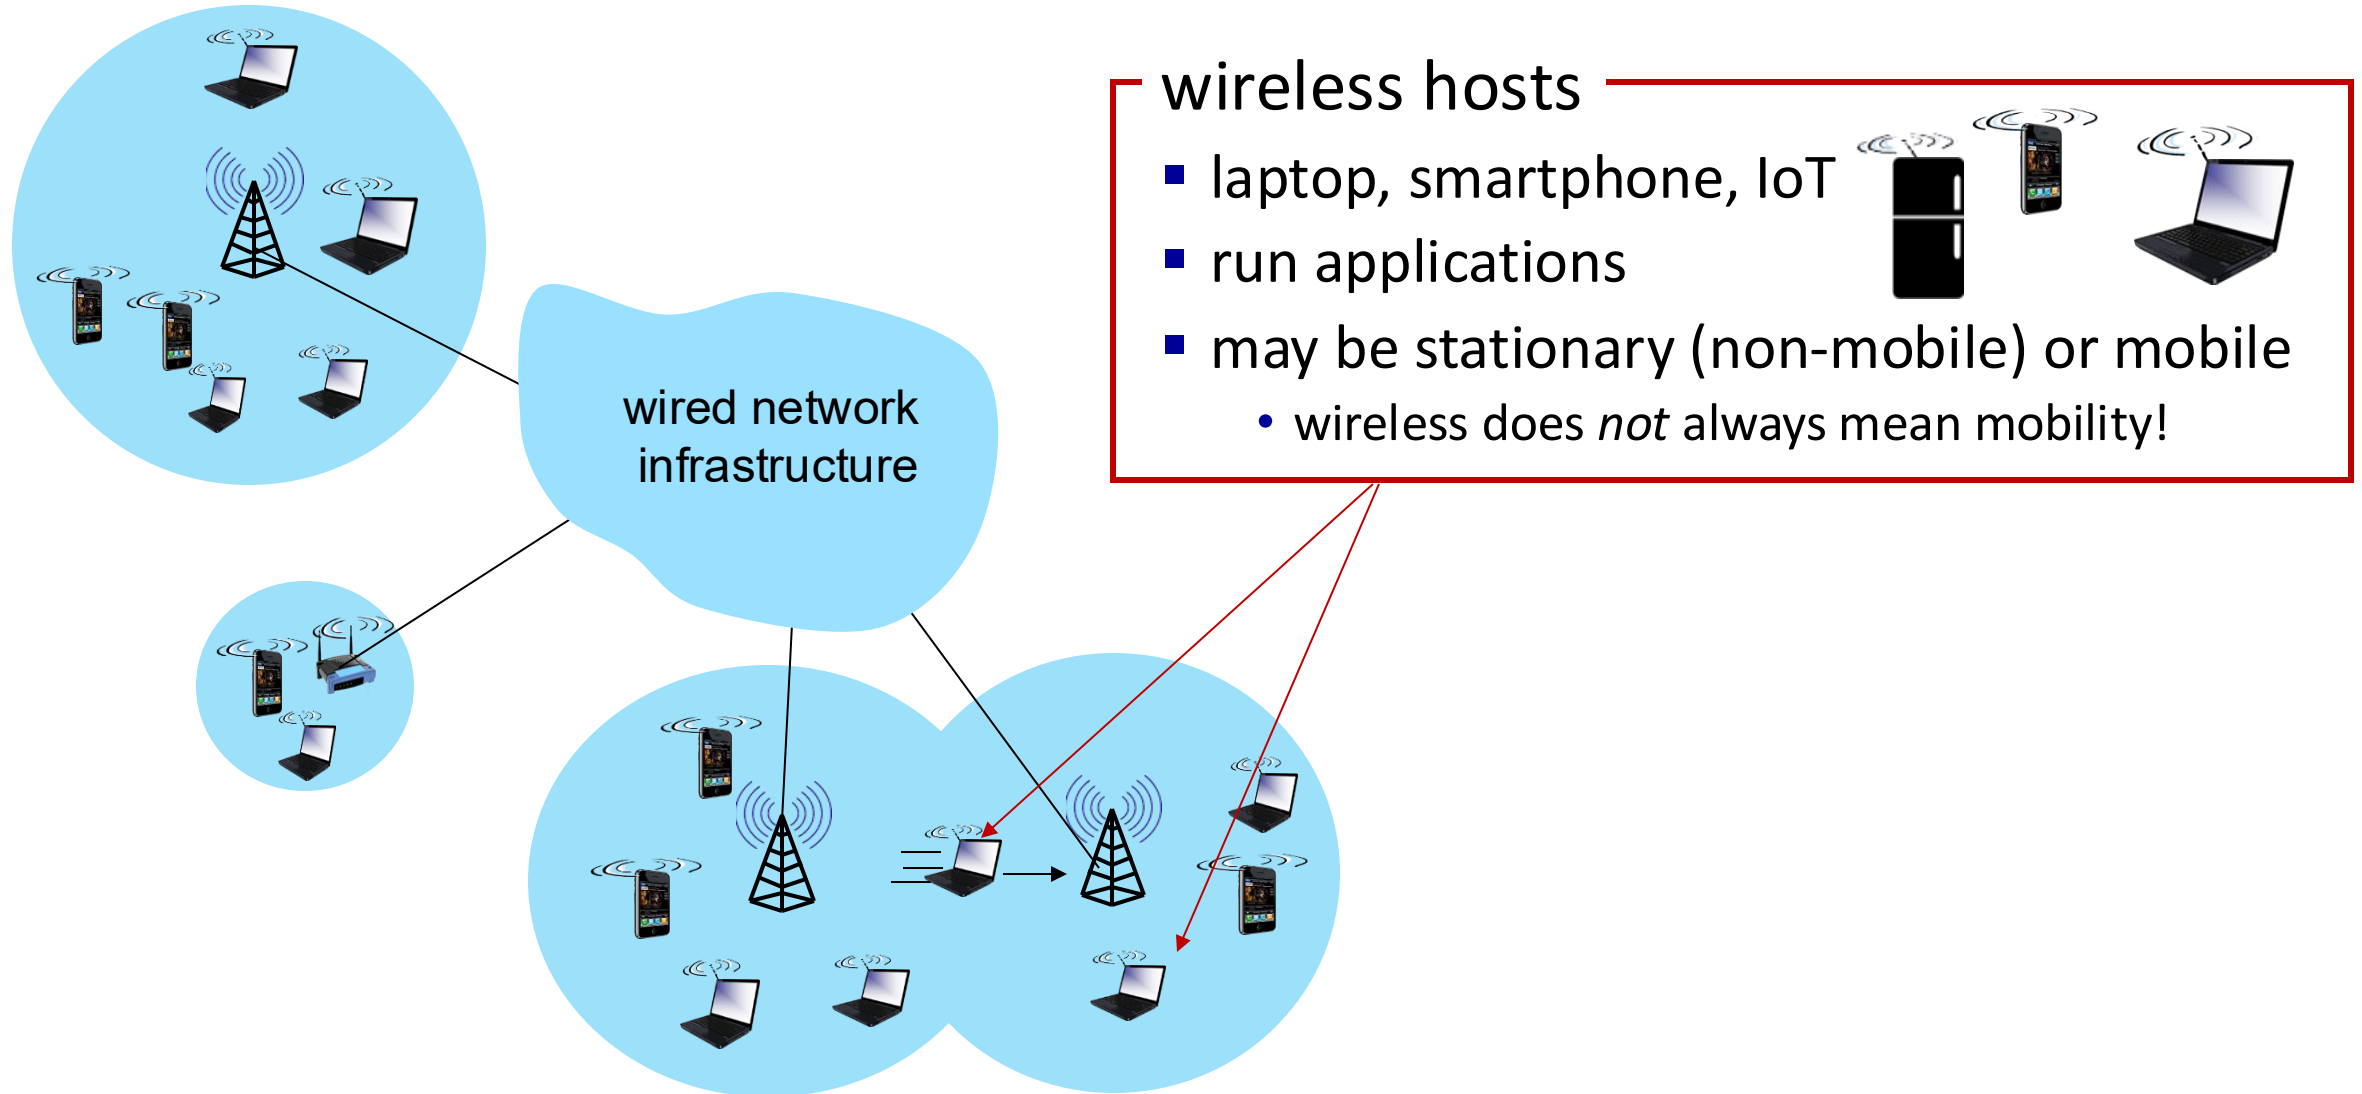 wireless hosts
laptop, smartphone, IoT
run applications
may be stationary (non-mobile) or mobile
wireless does not always mean mobility!
wired network
infrastructure